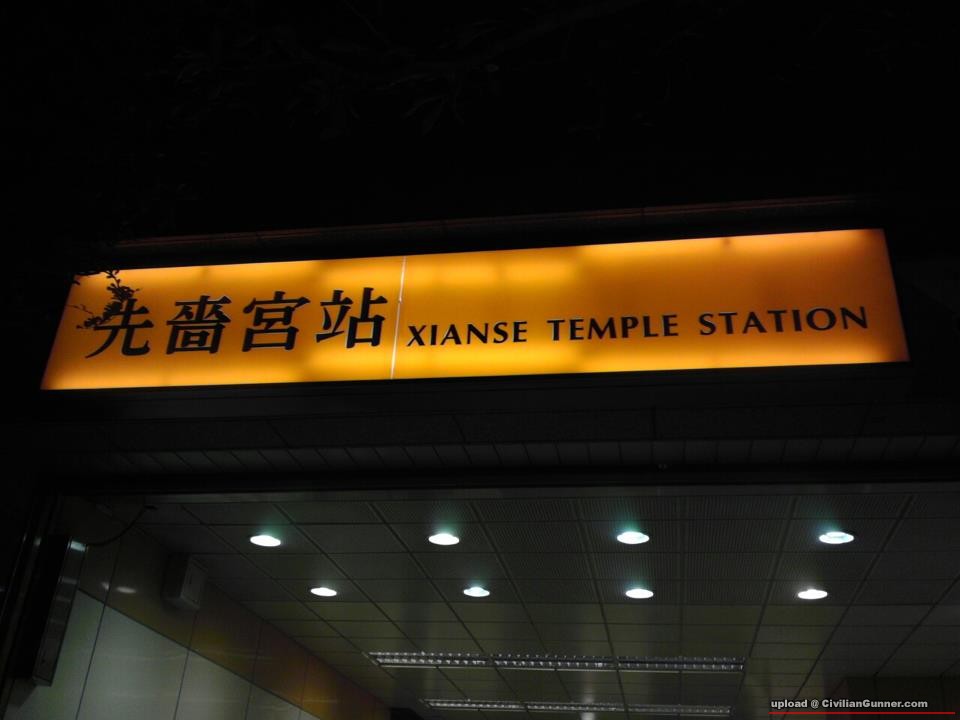 先嗇宮站 XIANSE TEMPLE STATION
upload @ CivilianGunner.com